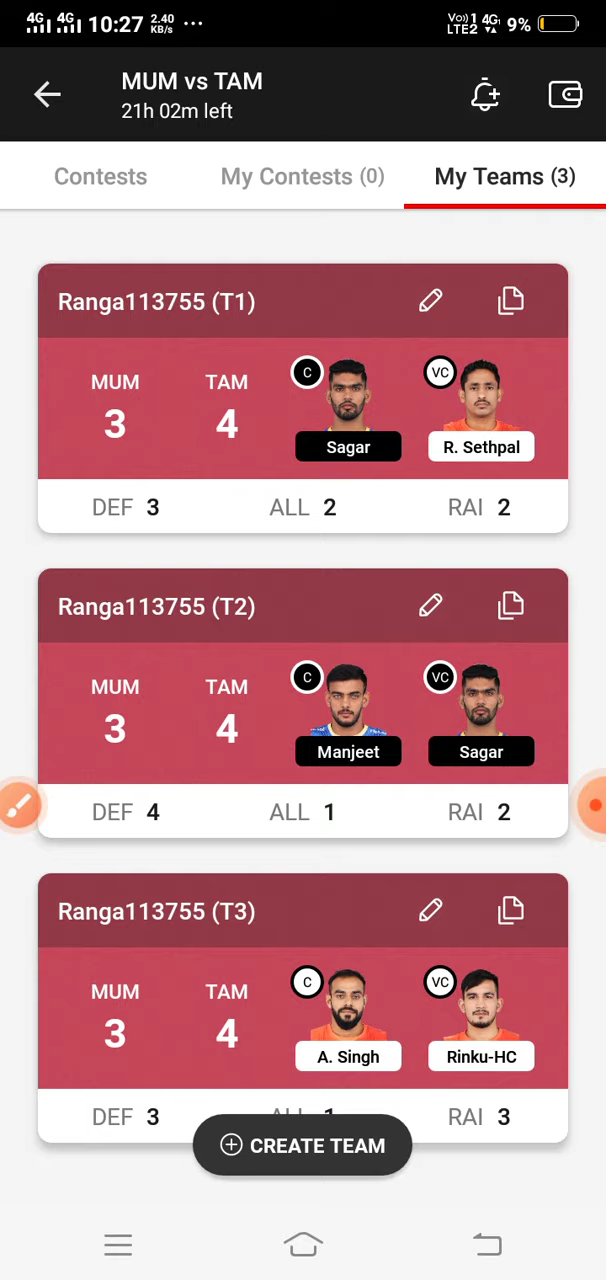 4G 4G 10:27 2.40 KB/s ...
Vo)) 1 4G LTE2 9%
MUM vs TAM
21h 02m left
Contests My Contests (0) My Teams (3)
Ranga113755 (T1)
MUM TAM C VC
3 4
Sagar R. Sethpal
DEF 3 ALL 2 RAI 2
Ranga113755 (T2)
MUM TAM C VC
3 4
Manjeet Sagar
DEF 4 ALL 1 RAI 2
Ranga113755 (T3)
MUM TAM C VC
3 4
A. Singh Rinku-HC
DEF 3 ALL 1 RAI 3
CREATE TEAM